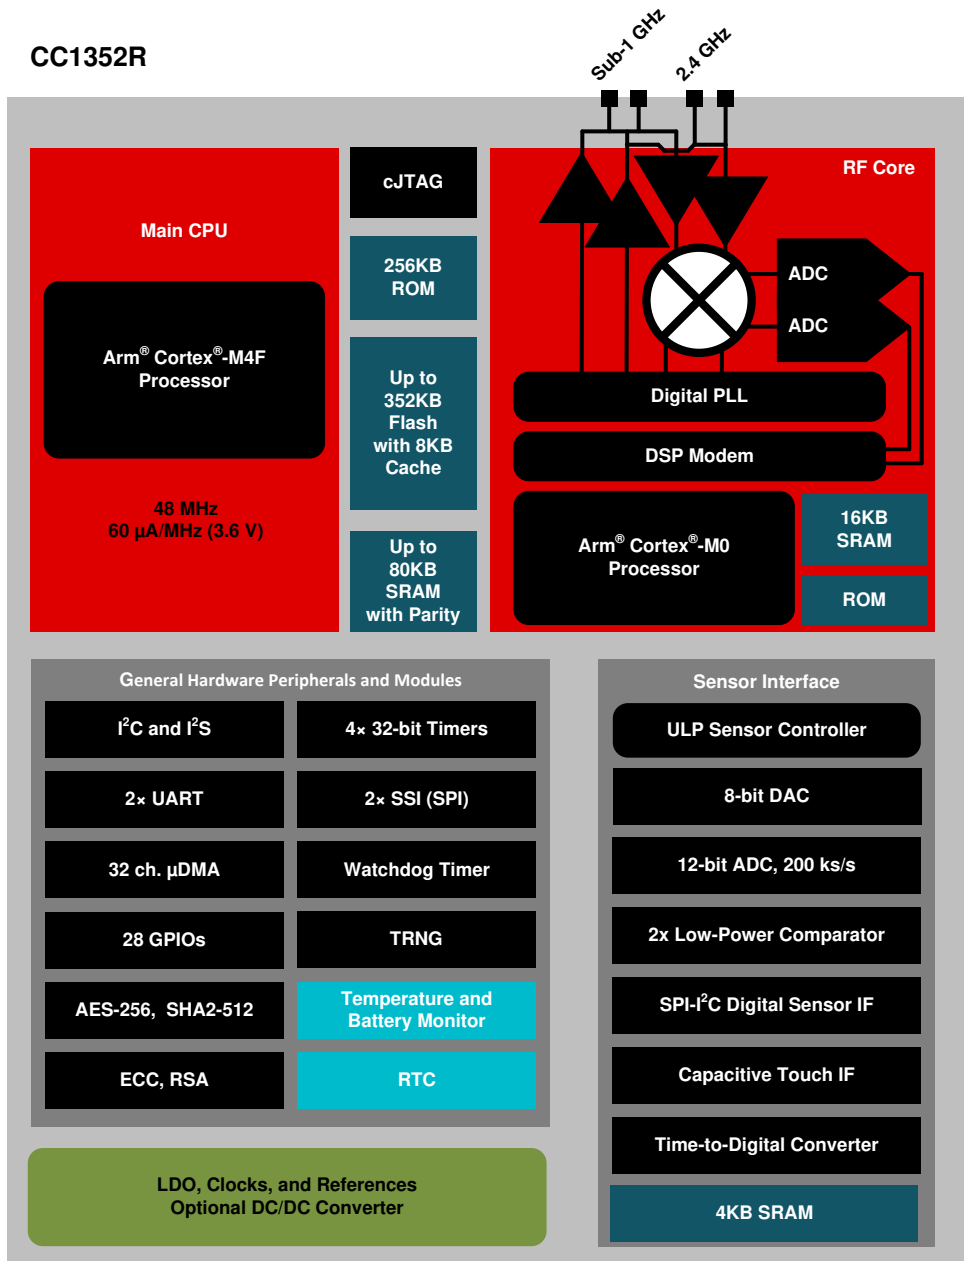 CC1352R
Sub-1 GHz
2.4 GHz
Main CPU
Arm® Cortex®-M4F
Processor
48 MHz
60 µA/MHz (3.6 V)
cJTAG
256KB
ROM
Up to
352KB
Flash
with 8KB
Cache
Up to
80KB
SRAM
with Parity
RF Core
ADC
ADC
Digital PLL
DSP Modem
Arm® Cortex®-M0
Processor
16KB
SRAM
ROM
General Hardware Peripherals and Modules
I²C and I²S
4× 32-bit Timers
2× UART
2× SSI (SPI)
32 ch. µDMA
Watchdog Timer
28 GPIOs
TRNG
AES-256, SHA2-512
Temperature and
Battery Monitor
ECC, RSA
RTC
LDO, Clocks, and References
Optional DC/DC Converter
Sensor Interface
ULP Sensor Controller
8-bit DAC
12-bit ADC, 200 ks/s
2x Low-Power Comparator
SPI-I²C Digital Sensor IF
Capacitive Touch IF
Time-to-Digital Converter
4KB SRAM